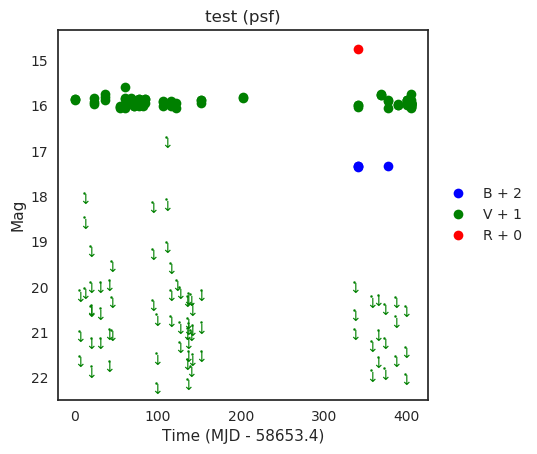 test (psf)
15
16
17
18
19
20
21
22
Mag
0
100
200
300
400
Time (MJD - 58653.4)
B + 2
V + 1
R + 0